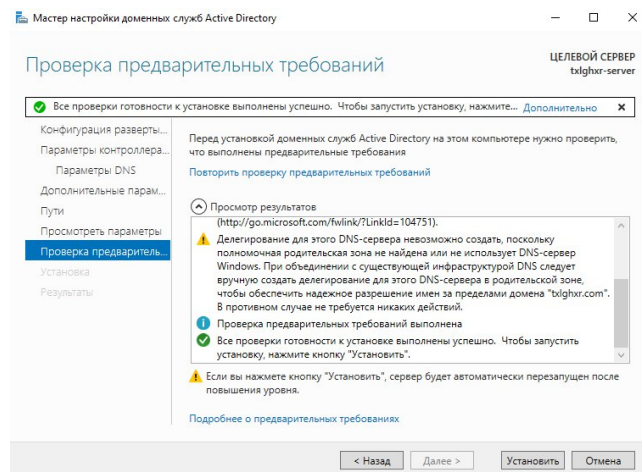 Мастер настройки доменных служб Active Directory
Проверка предварительных требований
ЦЕЛЕВОЙ СЕРВЕР
txlghxr-server
Все проверки готовности к установке выполнены успешно. Чтобы запустить установку, нажмите... Дополнительно
Конфигурация разверты...
Параметры контроллера...
Параметры DNS
Дополнительные парам...
Пути
Просмотреть параметры
Проверка предваритель...
Установка
Результаты
Перед установкой доменных служб Active Directory на этом компьютере нужно проверить,
что выполнены предварительные требования
Повторить проверку предварительных требований
Просмотр результатов
(http://go.microsoft.com/fwlink/?LinkId=104751).
Делегирование для этого DNS-сервера невозможно создать, поскольку
полномочная родительская зона не найдена или не использует DNS-сервер
Windows. При объединении с существующей инфраструктурой DNS следует
вручную создать делегирование для этого DNS-сервера в родительской зоне,
чтобы обеспечить надежное разрешение имен за пределами домена "txlghxr.com".
В противном случае не требуется никаких действий.
Проверка предварительных требований выполнена
Все проверки готовности к установке выполнены успешно. Чтобы запустить
установку, нажмите кнопку "Установить".
Если вы нажмете кнопку "Установить", сервер будет автоматически перезапущен после
повышения уровня.
Подробнее о предварительных требованиях
< Назад
Далее >
Установить
Отмена